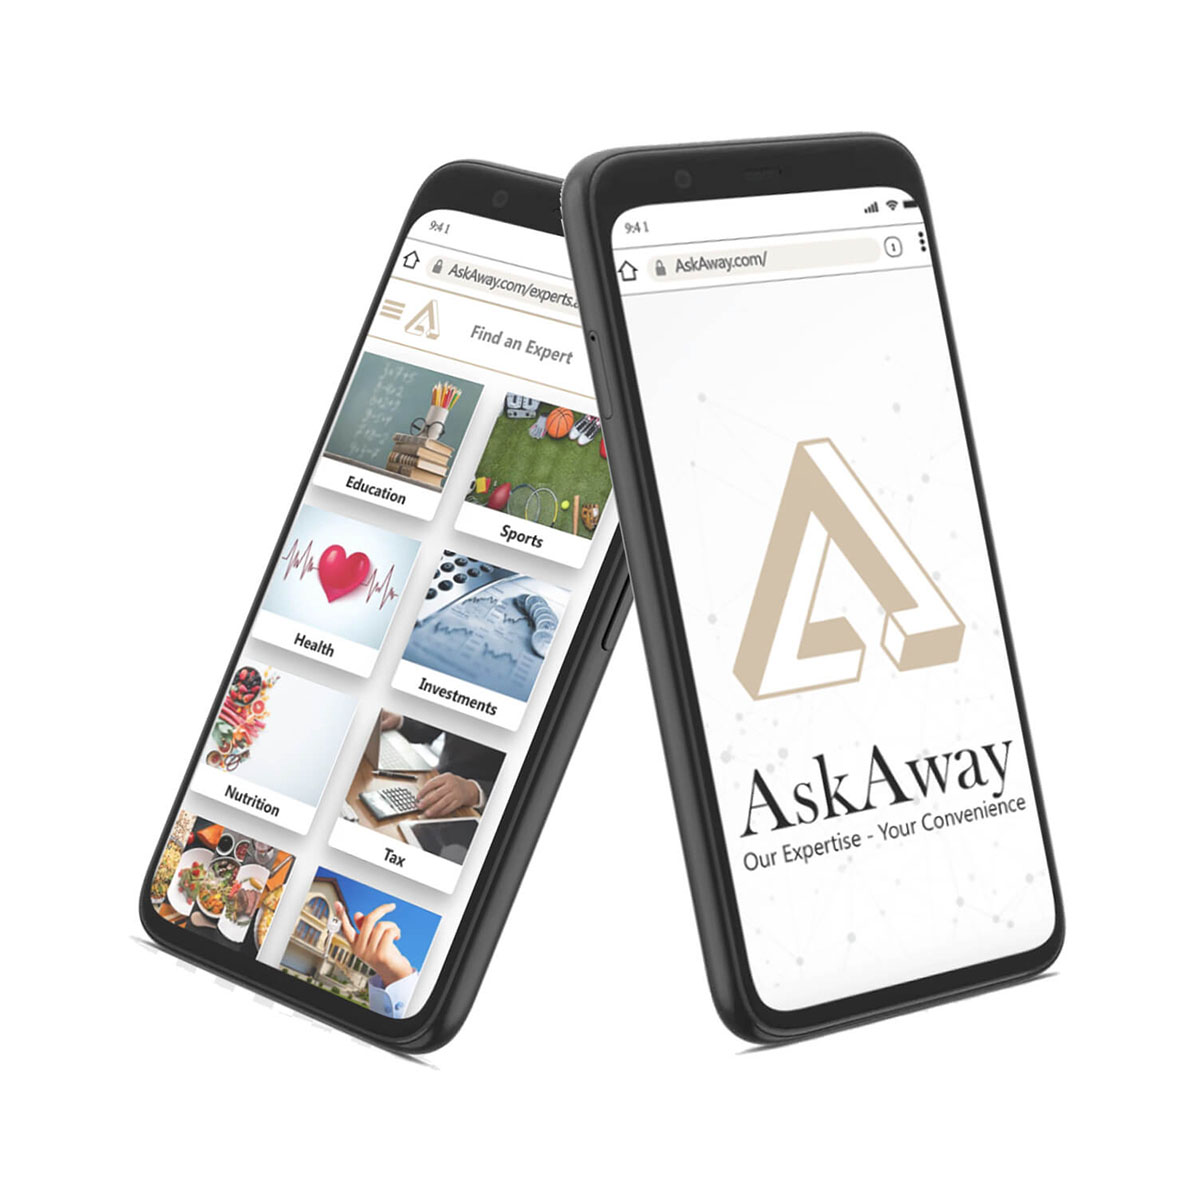 9:41
AskAway.com/experts.
Find an Expert
Education
Sports
Health
Investments
Nutrition
Tax
9:41
1
AskAway.com/
AskAway
Our Expertise - Your Convenience